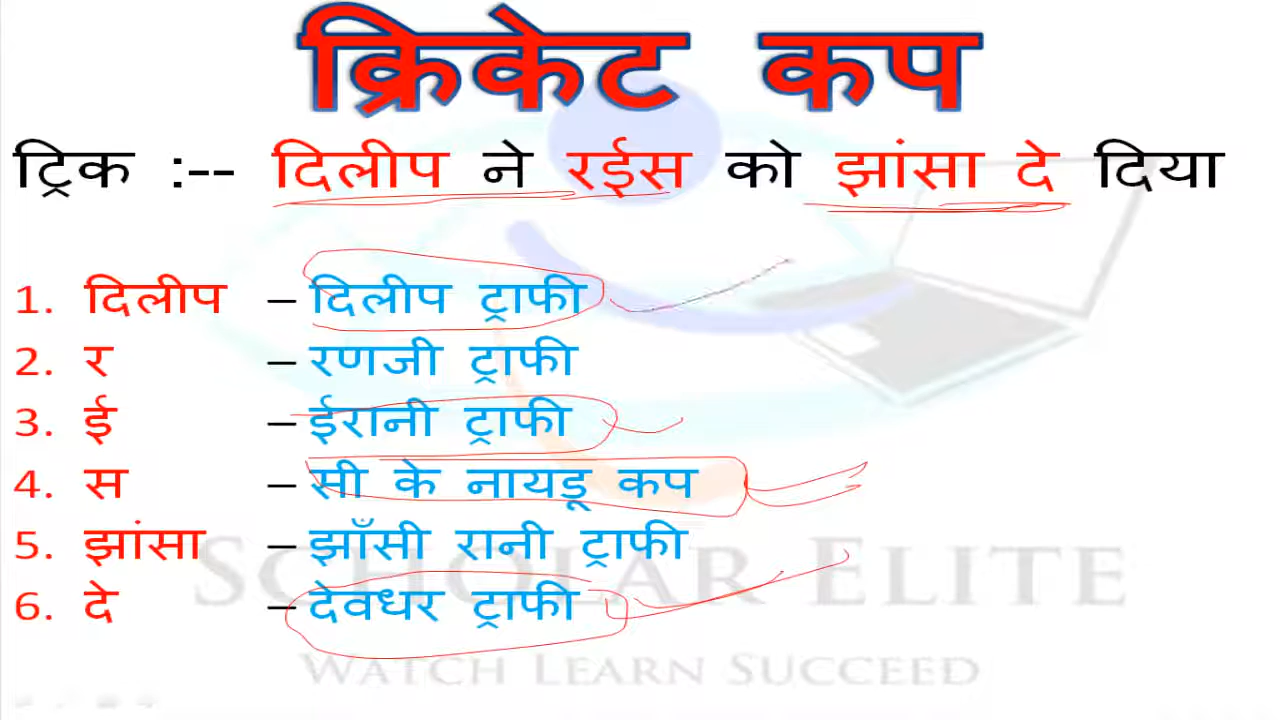 क्रिकेट कप
ट्रिक :-- दिलीप ने रईस को झांसा दे दिया
1. दिलीप – दिलीप ट्राफी
2. र – रणजी ट्राफी
3. ई – ईरानी ट्राफी
4. स – सी के नायडू कप
5. झांसा – झाँसी रानी ट्राफी
6. दे – देवधर ट्राफी
SCHOLAR ELITE
WATCH LEARN SUCCEED